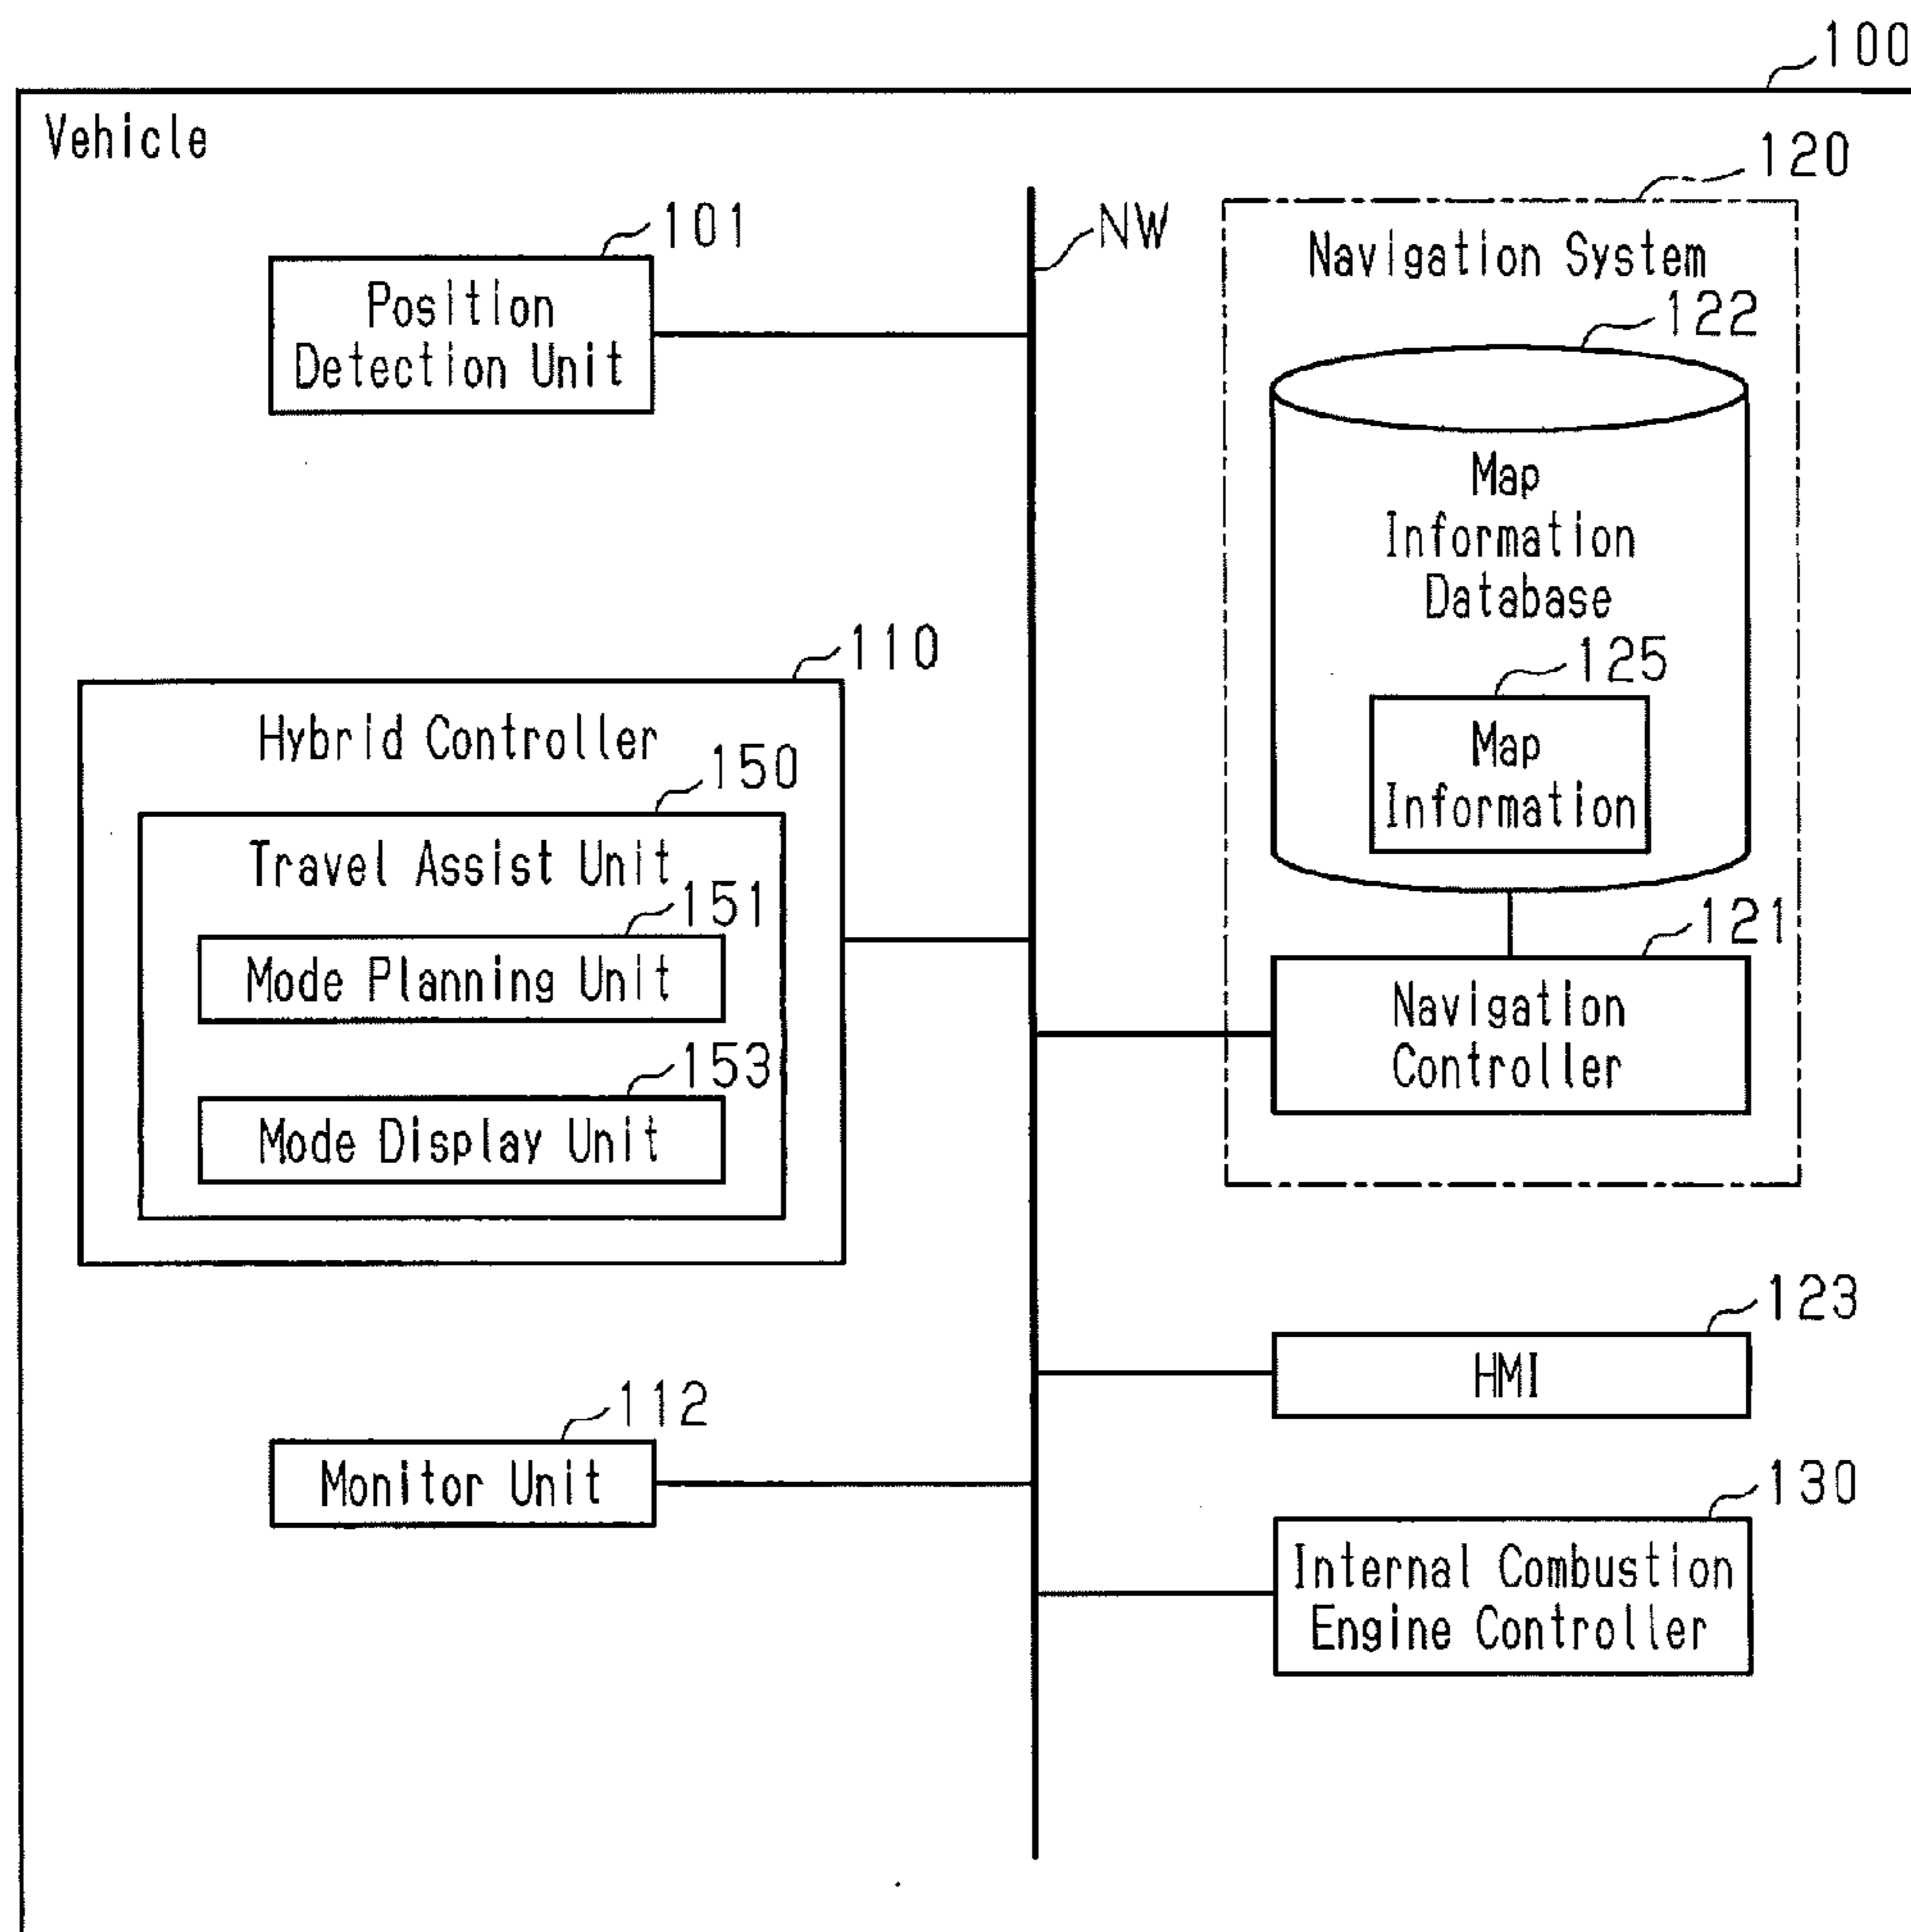 100
Vehicle
120
101
NW
Position
Detection Unit
Navigation System
122
Map
Information
Database
125
Map
Information
110
Hybrid Controller
150
Travel Assist Unit
151
Mode Planning Unit
153
Mode Display Unit
121
Navigation
Controller
123
HMI
112
Monitor Unit
130
Internal Combustion
Engine Controller